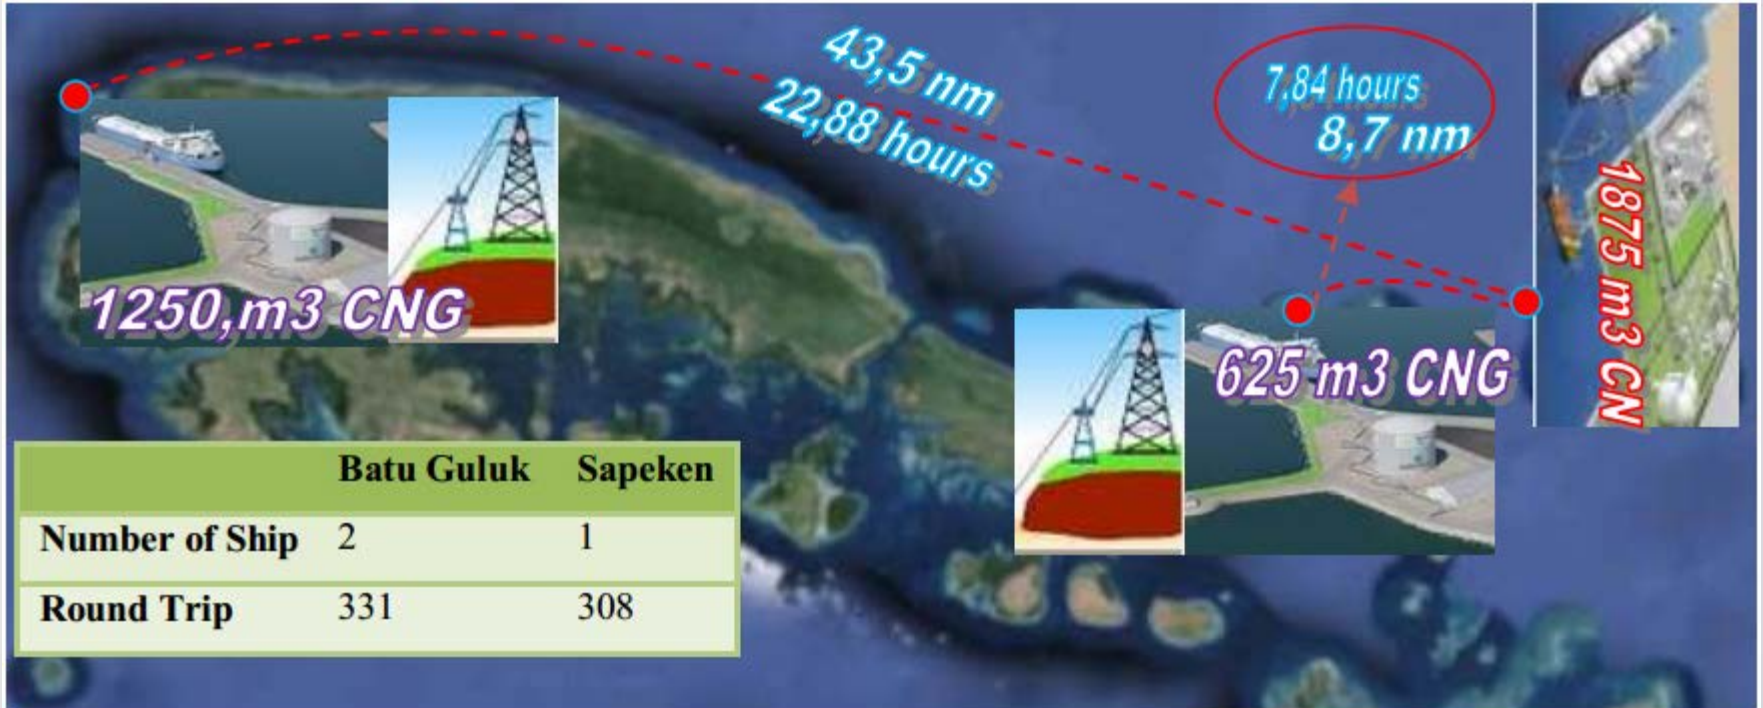 43,5 nm
22,88 hours
7,84 hours
8,7 nm
1875 m3 CN
1250,m3 CNG
625 m3 CNG
Batu Guluk Sapeken
Number of Ship 2 1
Round Trip 331 308